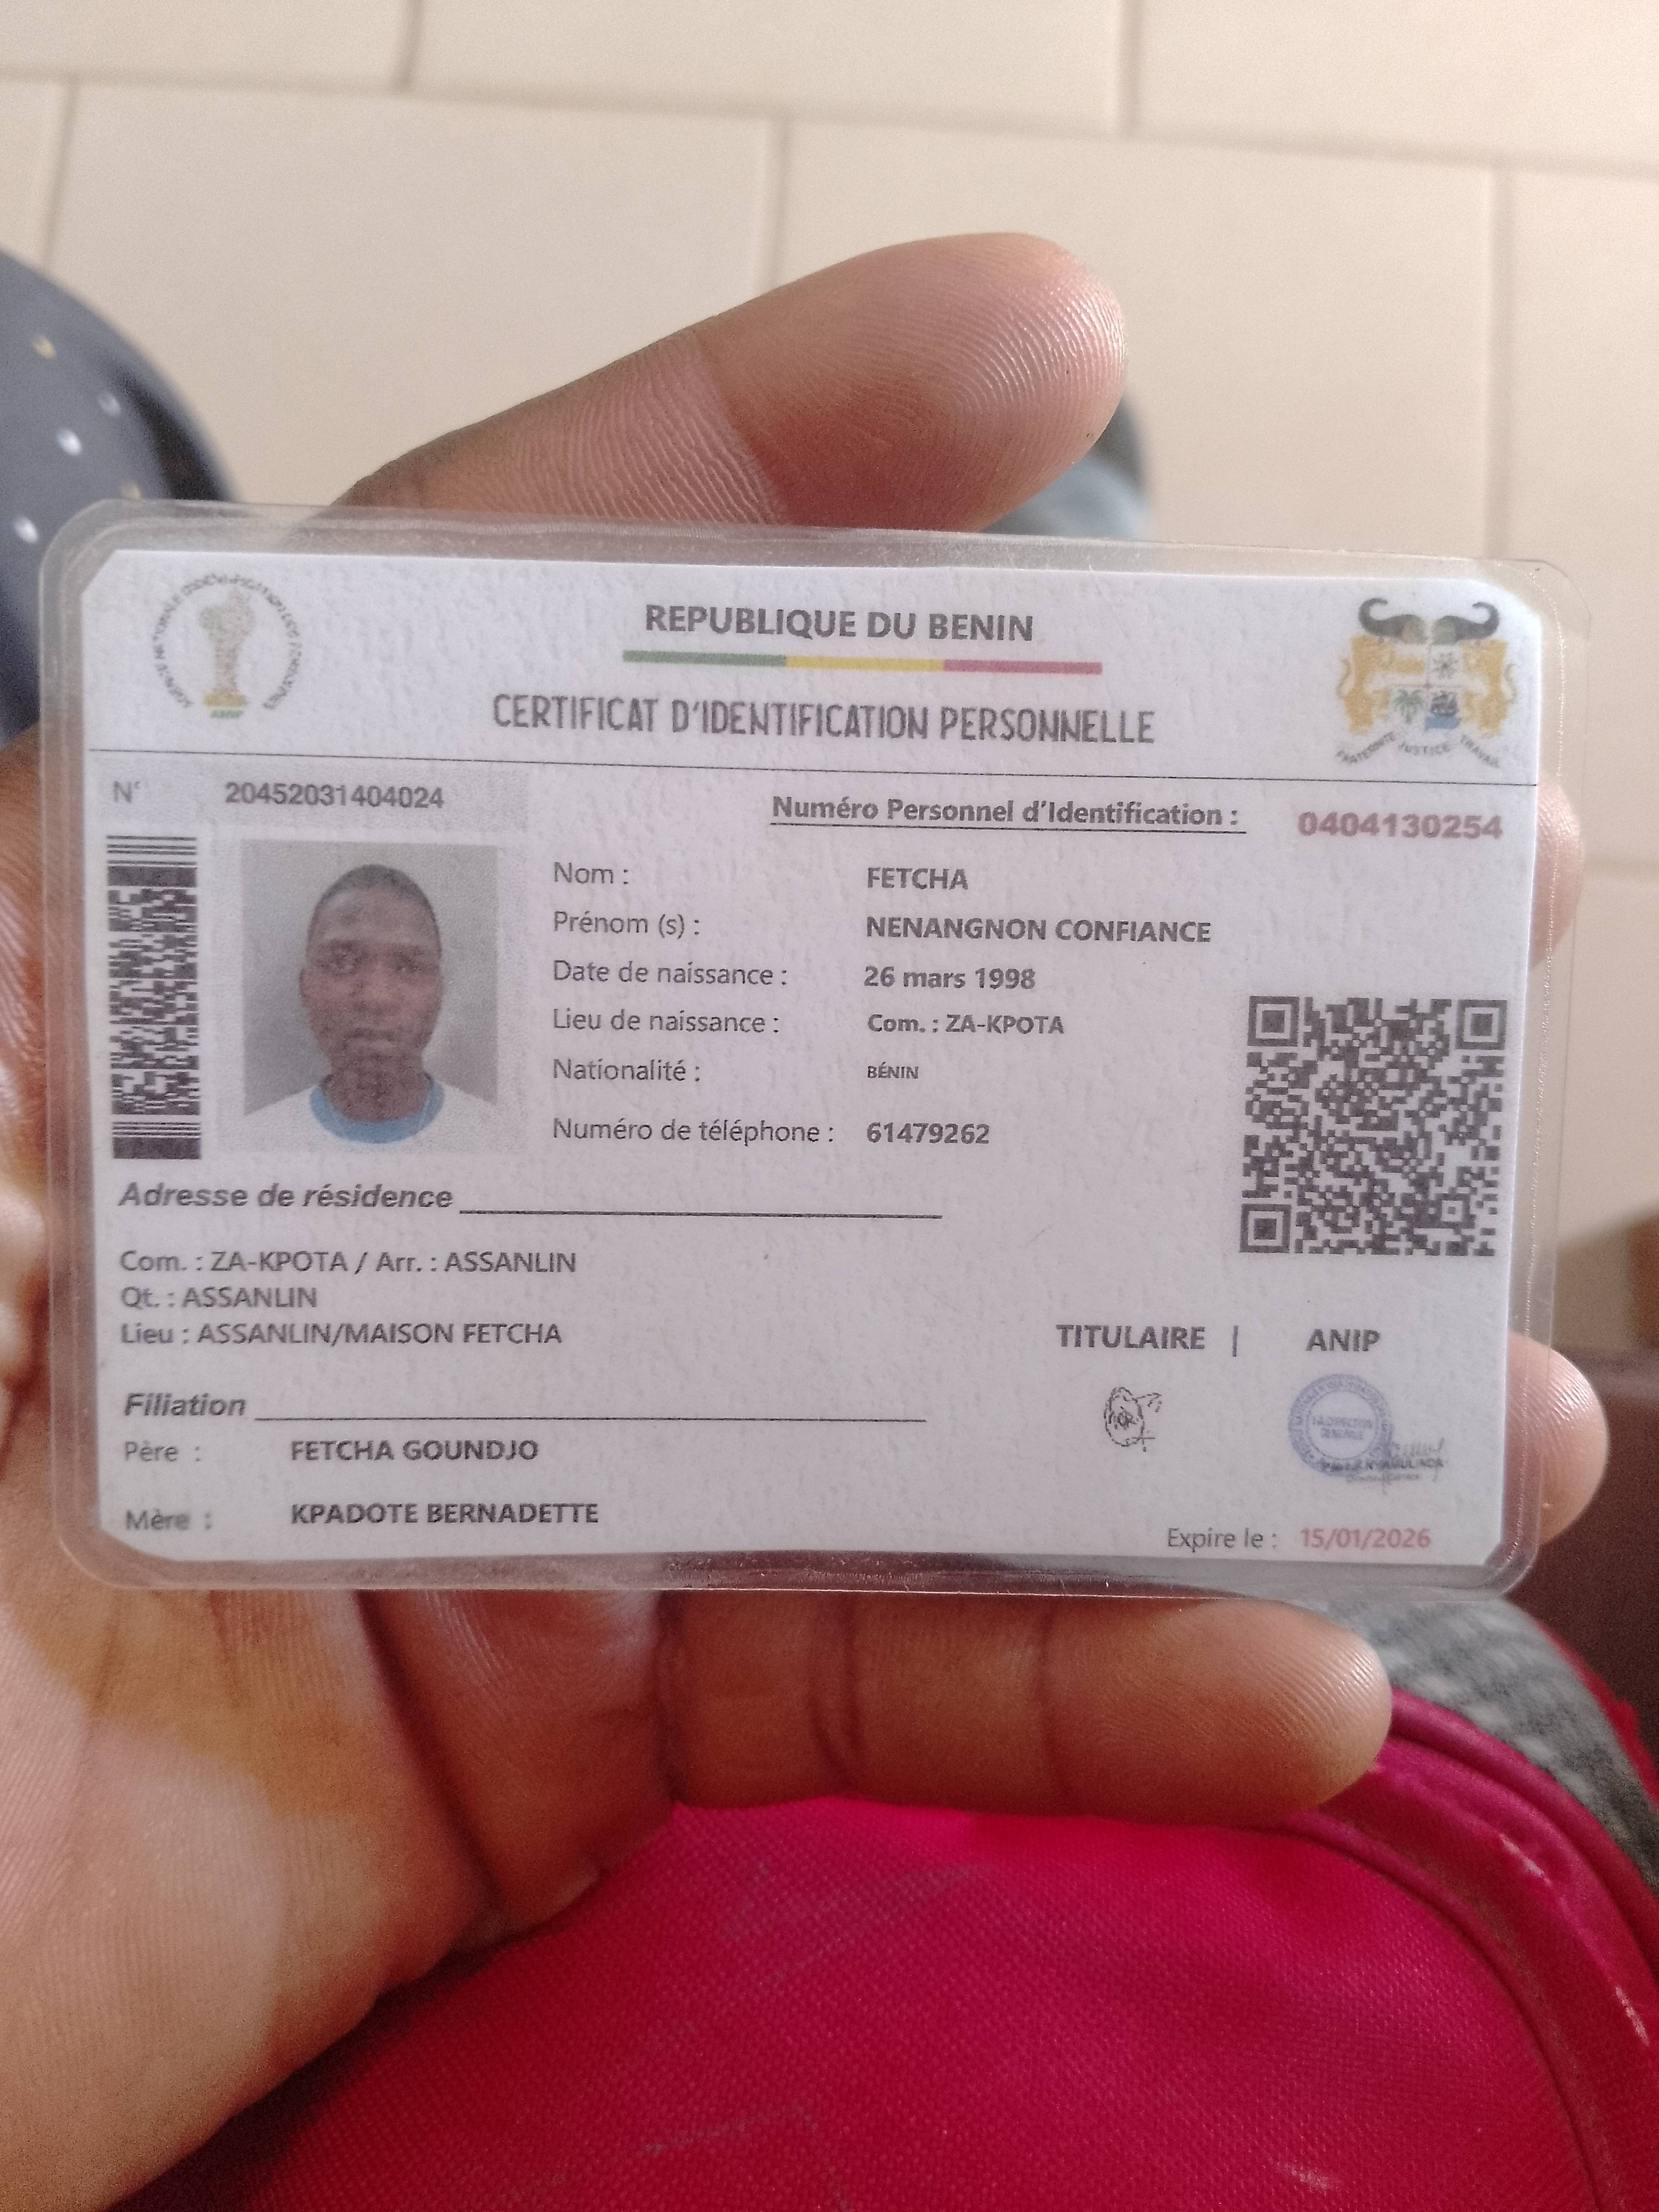 REPUBLIQUE DU BENIN
CERTIFICAT D'IDENTIFICATION PERSONNELLE
FRATERNITE JUSTICE TRAVAIL
N° 20452031404024
Numéro Personnel d'Identification : 0404130254
Nom : FETCHA
Prénom (s) : NENANGNON CONFIANCE
Date de naissance : 26 mars 1998
Lieu de naissance : Com. : ZA-KPOTA
Nationalité : BÉNIN
Numéro de téléphone : 61479262
Adresse de résidence
Com. : ZA-KPOTA / Arr. : ASSANLIN
Qt. : ASSANLIN
Lieu : ASSANLIN/MAISON FETCHA
TITULAIRE | ANIP
Filiation
Père : FETCHA GOUNDJO
Mère : KPADOTE BERNADETTE
Expire le : 15/01/2026